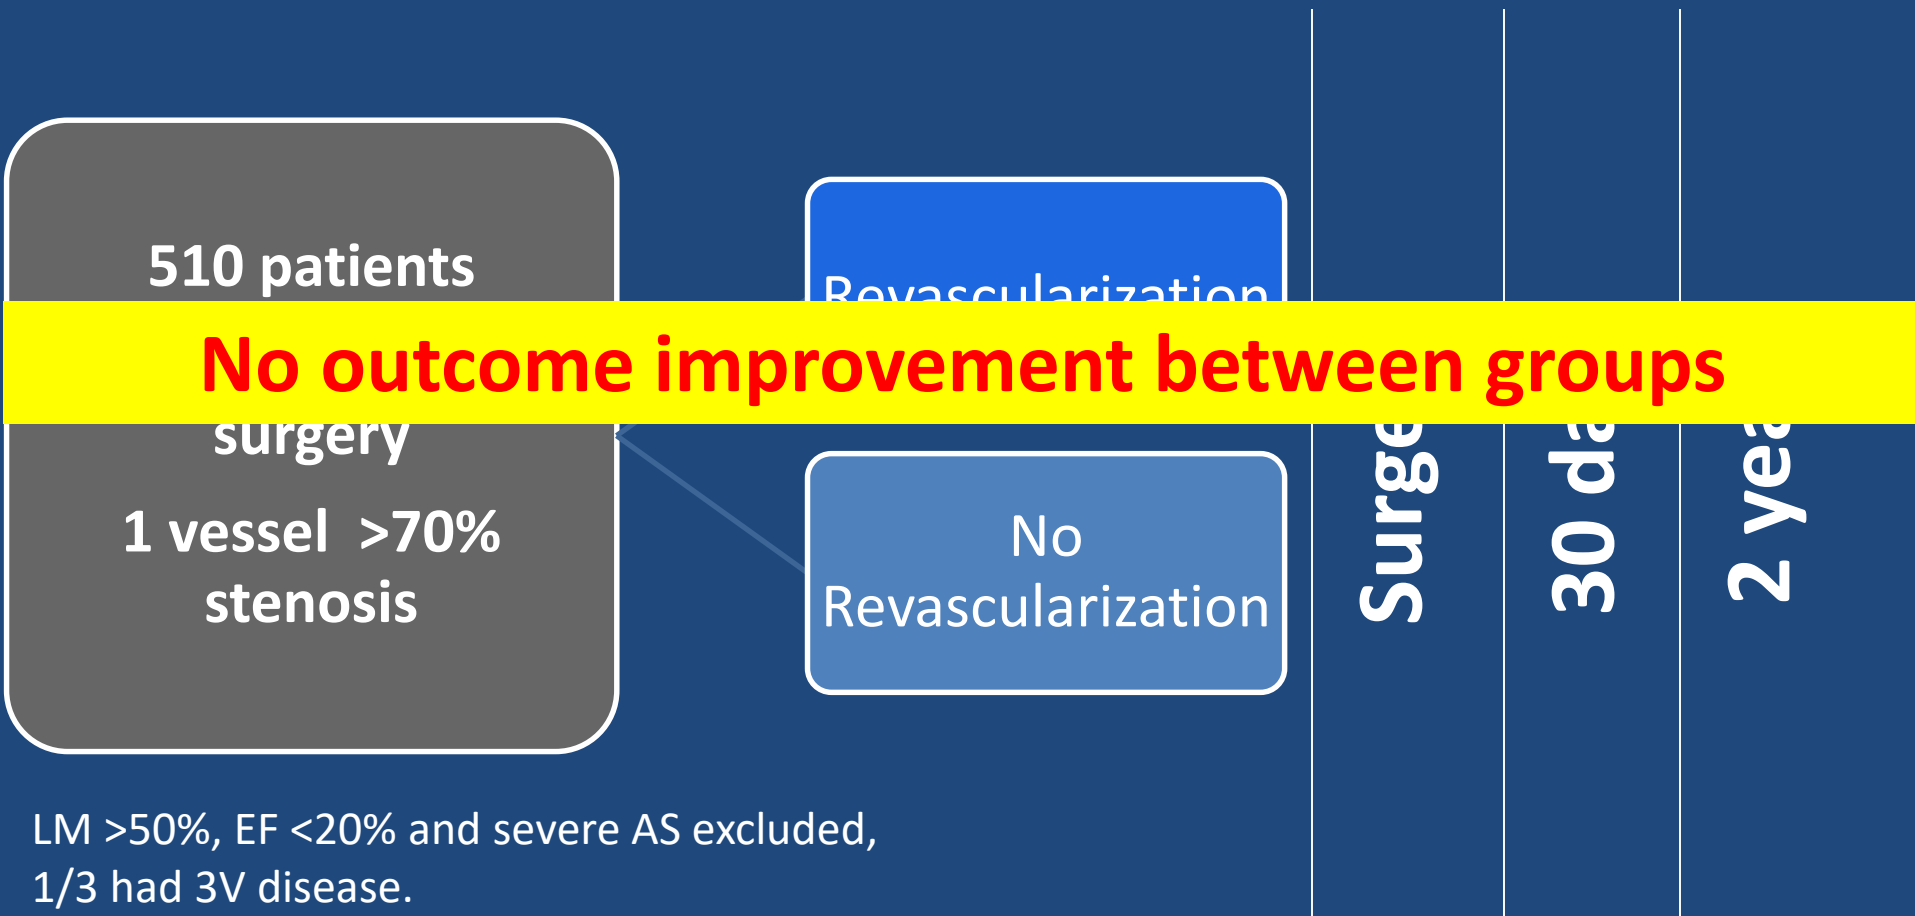 510 patients
Revascularization
No outcome improvement between groups
surgery
1 vessel >70%
stenosis
No
Revascularization
30
2
LM >50%, EF <20% and severe AS excluded,
1/3 had 3V disease.